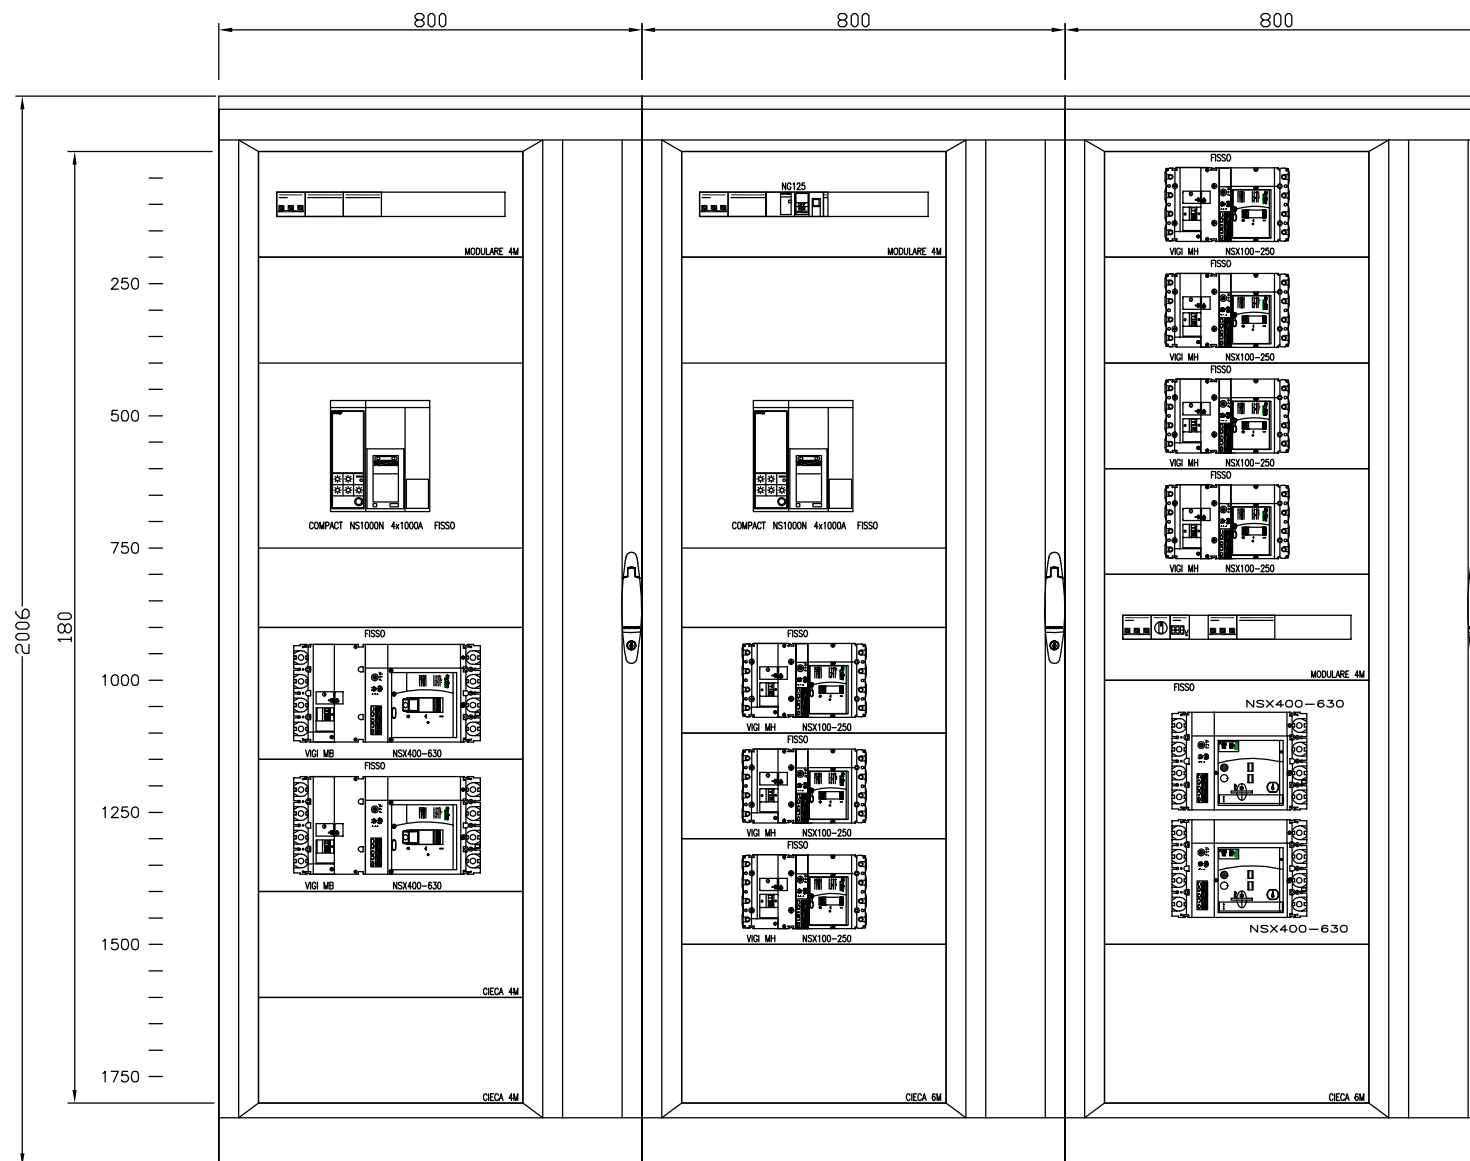 800 800 800
FISSO
NG125
MODULARE 4M MODULARE 4M VIGI MH NSX100-250
250
FISSO
VIGI MH NSX100-250
FISSO
500
VIGI MH NSX100-250
COMPACT NS1000N 4x1000A FISSO COMPACT NS1000N 4x1000A FISSO
750
VIGI MH NSX100-250
2006
180
FISSO FISSO
1000
MODULARE 4M
FISSO
NSX400-630
VIGI MH NSX100-250
FISSO
VIGI MB NSX400-630
FISSO
1250
VIGI MH NSX100-250
FISSO
VIGI MB NSX400-630
NSX400-630
1500
VIGI MH NSX100-250
CIECA 4M
1750
CIECA 4M CIECA 6M CIECA 6M